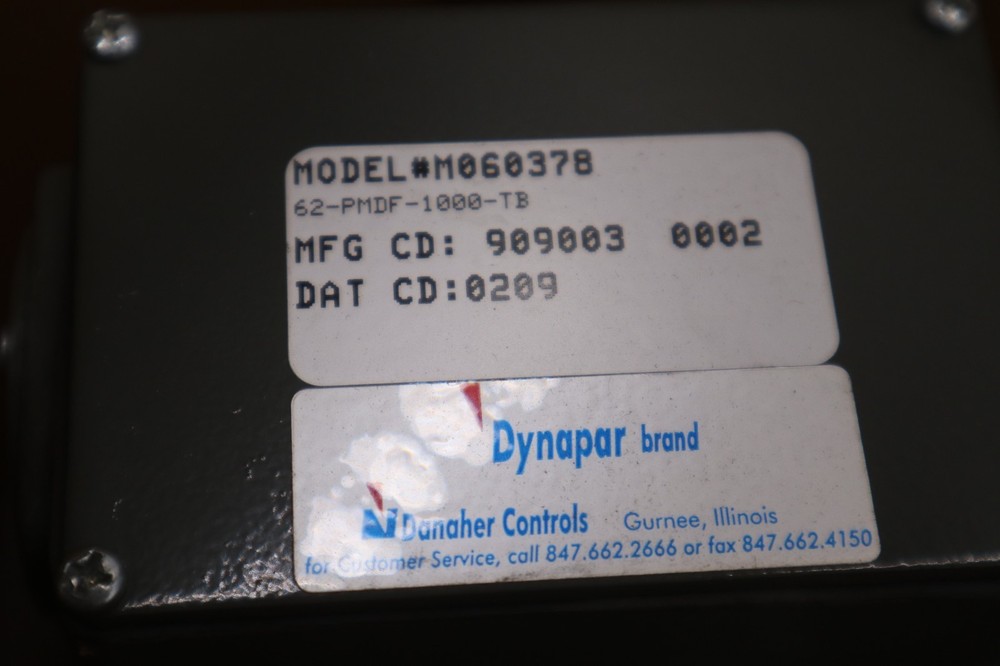 MODEL#M060378
62-PMDF-1000-TB
MFG CD: 909003 0002
DAT CD:0209
Dynapar brand
Danaher Controls Gurnee, Illinois
for Customer Service, call 847.662.2666 or fax 847.662.4150